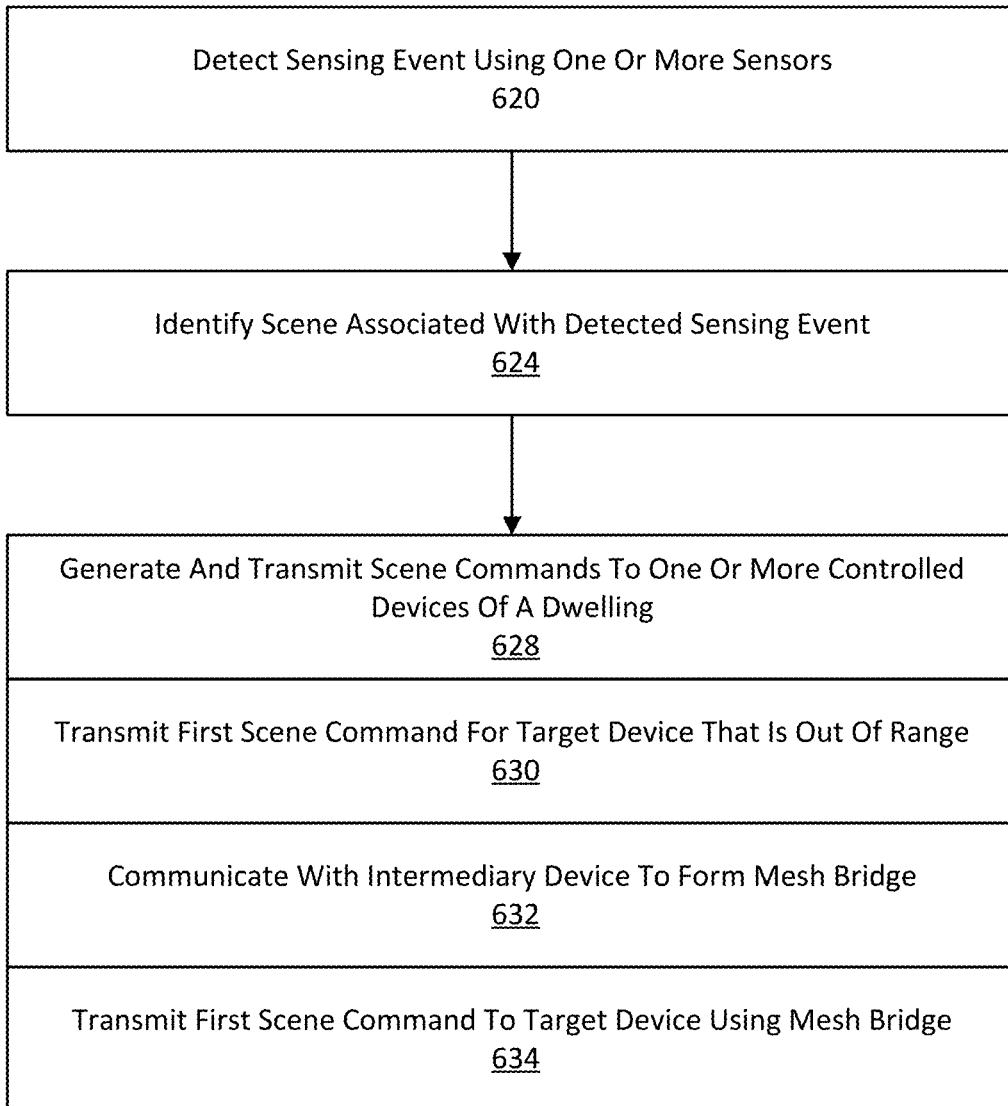 Detect Sensing Event Using One Or More Sensors
620
Identify Scene Associated With Detected Sensing Event
624
Generate And Transmit Scene Commands To One Or More Controlled
Devices Of A Dwelling
628
Transmit First Scene Command For Target Device That Is Out Of Range
630
Communicate With Intermediary Device To Form Mesh Bridge
632
Transmit First Scene Command To Target Device Using Mesh Bridge
634